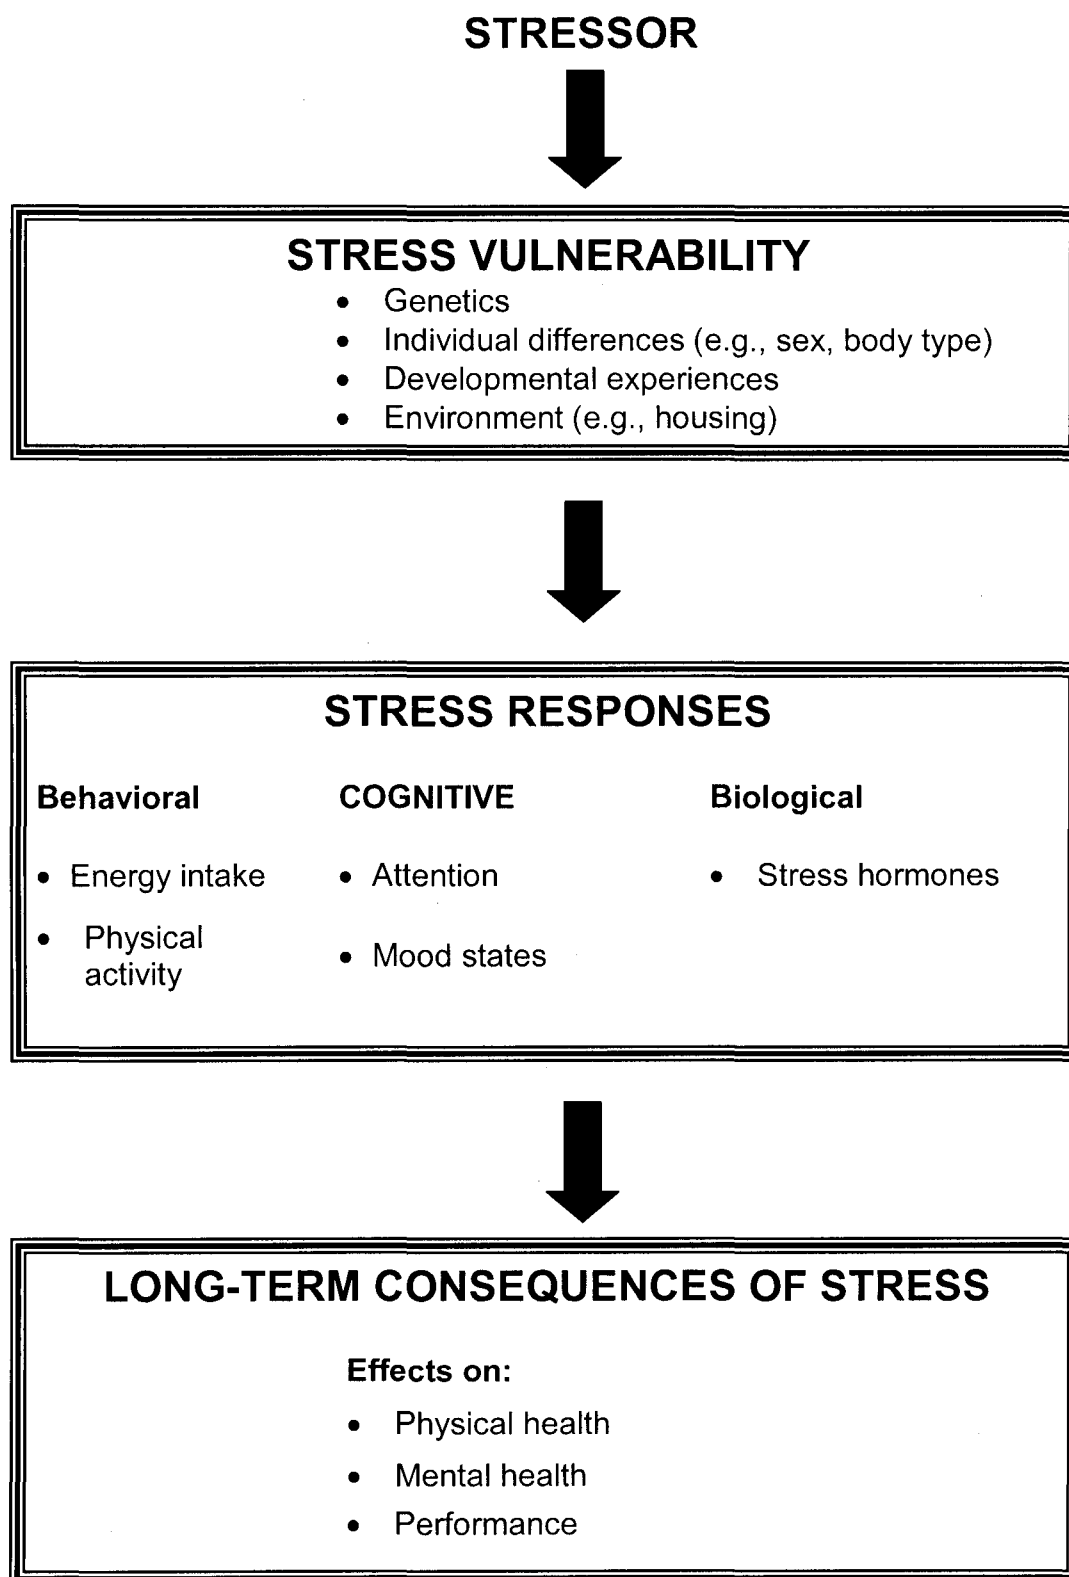 STRESSOR
STRESS VULNERABILITY
• Genetics
• Individual differences (e.g., sex, body type)
• Developmental experiences
• Environment (e.g., housing)
STRESS RESPONSES
Behavioral COGNITIVE Biological
• Energy intake • Attention • Stress hormones
• Physical
activity • Mood states
LONG-TERM CONSEQUENCES OF STRESS
Effects on:
• Physical health
• Mental health
• Performance